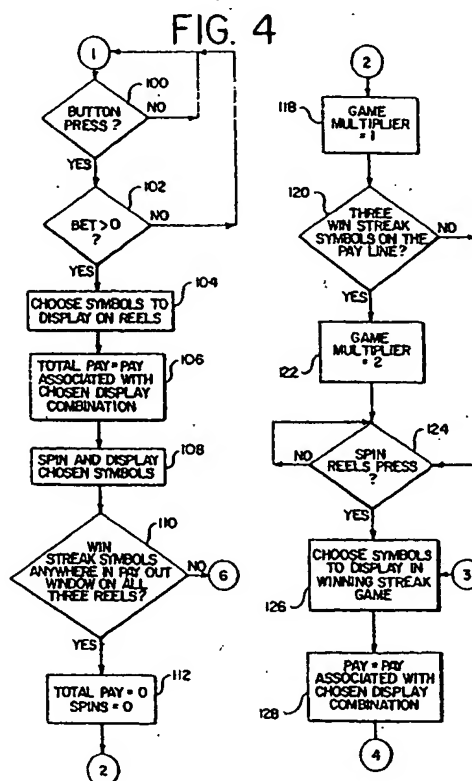 FIG. 4
1
100
BUTTON
PRESS ?
NO
YES
102
BET>0
?
NO
YES
104
CHOOSE SYMBOLS TO
DISPLAY ON REELS
106
TOTAL PAY=PAY
ASSOCIATED WITH
CHOSEN DISPLAY
COMBINATION
108
SPIN AND DISPLAY
CHOSEN SYMBOLS
110
WIN
STREAK SYMBOLS
ANYWHERE IN PAY OUT
WINDOW ON ALL
THREE REELS?
NO
6
YES
112
TOTAL PAY = 0
SPINS = 0
2
2
118
GAME
MULTIPLIER
= 1
120
THREE
WIN STREAK
SYMBOLS ON THE
PAY LINE?
NO
YES
GAME
MULTIPLIER
= 2
122
124
NO
SPIN
REELS PRESS
?
YES
CHOOSE SYMBOLS
TO DISPLAY IN
WINNING STREAK
GAME
126
3
PAY = PAY
ASSOCIATED WITH
CHOSEN DISPLAY
COMBINATION
128
4